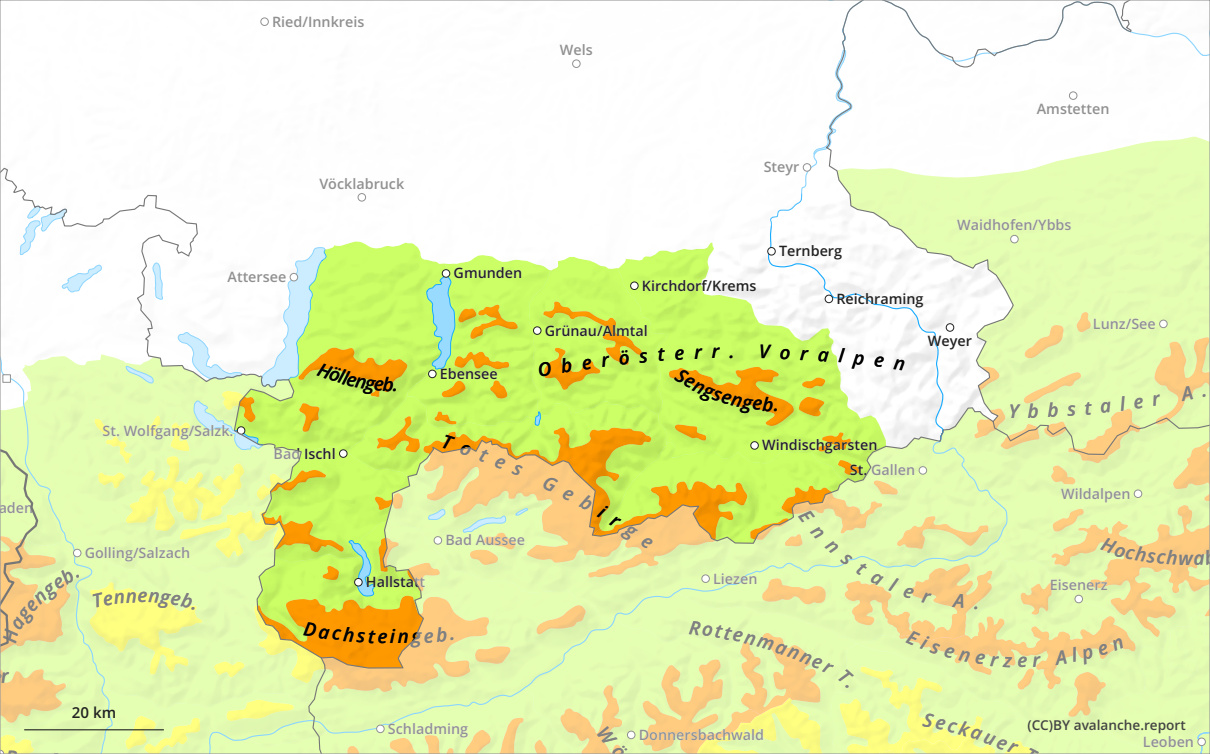 Ried/Innkreis
Wels
Amstetten
Steyr
Vöcklabruck
Waidhofen/Ybbs
Ternberg
Attersee
Gmunden
Kirchdorf/Krems
Reichraming
Grünau/Almtal
Weyer
Lunz/See
Oberösterr. Voralpen
Höllengeb.
Ebensee
Sengsengeb.
Ybbstaler A.
St. Wolfgang/Salzk.
Bad Ischl
Totes Gebirge
Windischgarsten
St. Gallen
Wildalpen
aden
Golling/Salzach
Bad Aussee
Ennstaler A.
Hochschwab
Hallstatt
Liezen
Eisenerz
Hagengeb.
Tennengeb.
Dachsteingeb.
Rottenmanner T.
Eisenerzer Alpen
r
20 km
Schladming
Donnersbachwald
Wö
Seckauer T
(CC)BY avalanche.report
Leoben